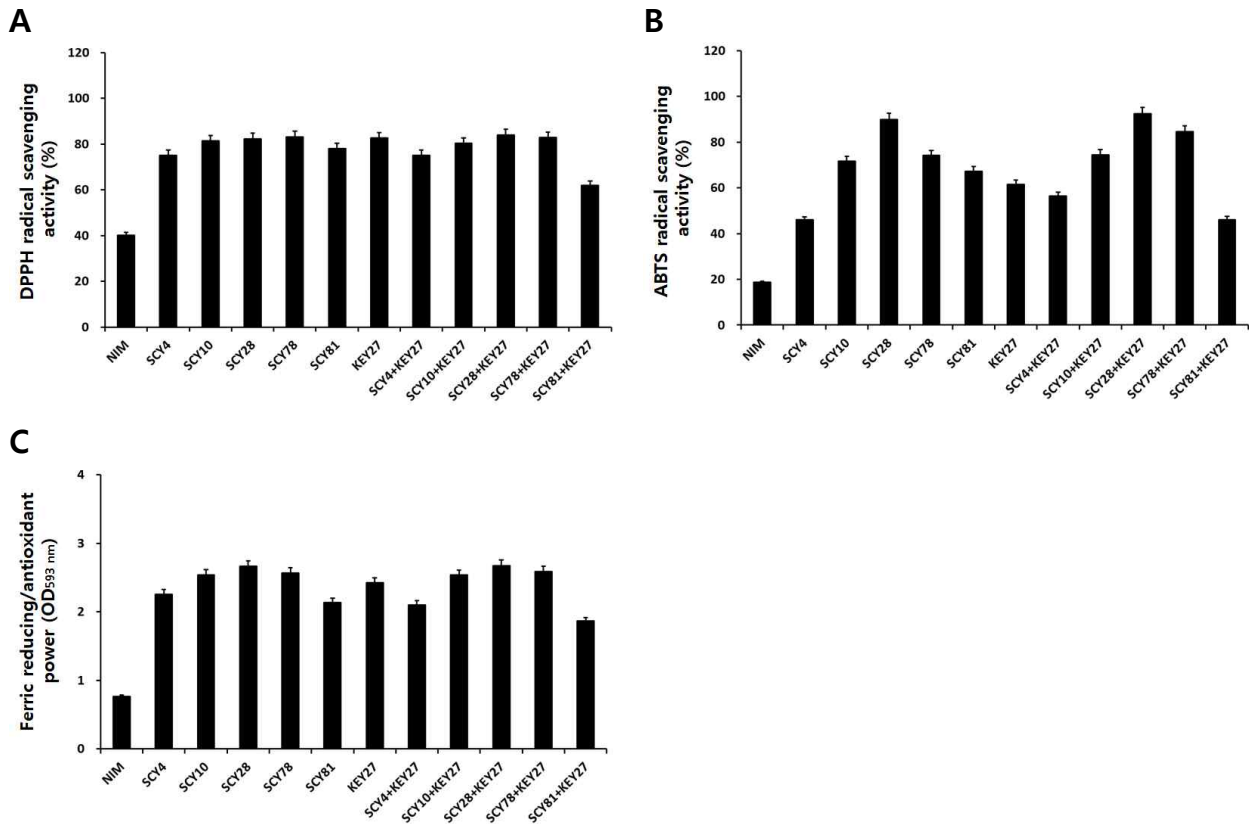 A
DPPH radical scavenging
activity (%)
120
100
80
60
40
20
0
NIM
SCY4
SCY10
SCY28
SCY78
SCY81
KEY27
SCY4+KEY27
SCY10+KEY27
SCY28+KEY27
SCY78+KEY27
SCY81+KEY27
B
ABTS radical scavenging
activity (%)
120
100
80
60
40
20
0
NIM
SCY4
SCY10
SCY28
SCY78
SCY81
KEY27
SCY4+KEY27
SCY10+KEY27
SCY28+KEY27
SCY78+KEY27
SCY81+KEY27
C
Ferric reducing/antioxidant
power (OD593 nm)
4
3
2
1
0
NIM
SCY4
SCY10
SCY28
SCY78
SCY81
KEY27
SCY4+KEY27
SCY10+KEY27
SCY28+KEY27
SCY78+KEY27
SCY81+KEY27